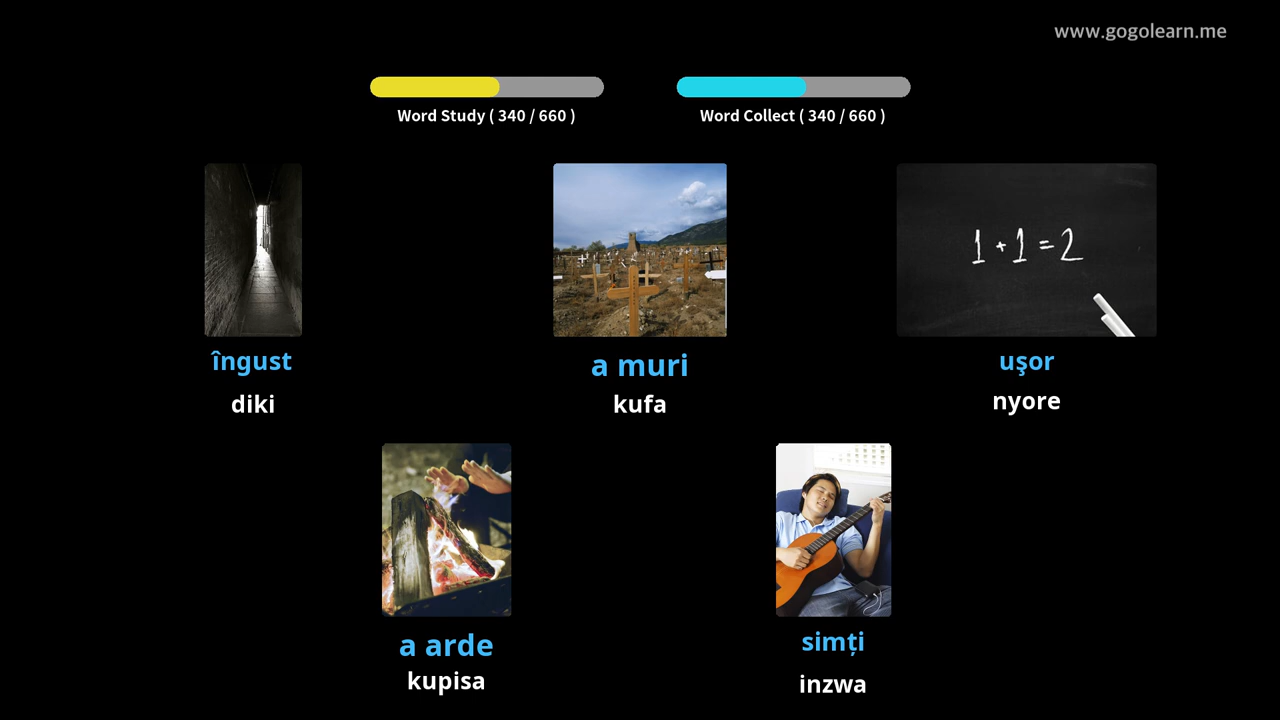 www.gogolearn.me
Word Study ( 340 / 660 )
Word Collect ( 340 / 660 )
1 + 1 = 2
îngust
a muri
uşor
diki
kufa
nyore
a arde
simți
kupisa
inzwa